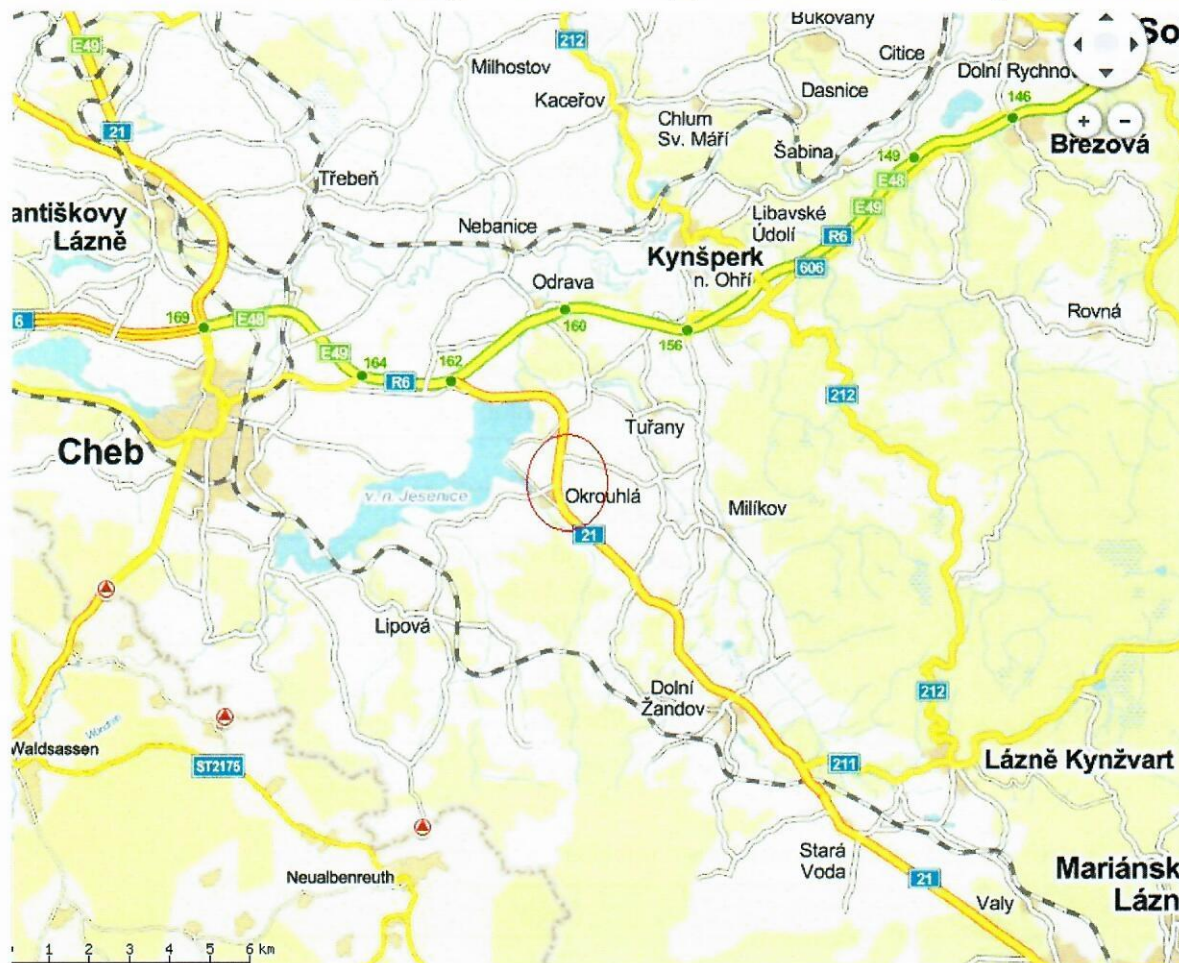 E49
212
Bukovany
So
Milhostov
Citice
Dolní Rychnov
Kaceřov
Dasnice
146
+
−
21
Chlum
Sv. Máří
Šabina
149
Březová
Třebeň
E48
antiškovy
Lázně
Nebanice
Libavské
Údolí
E49
R6
Kynšperk
n. Ohří
606
Odrava
Rovná
6
169
E48
160
156
E49
164
162
R6
212
Cheb
Tuřany
v. n. Jesenice
Okrouhlá
Milíkov
21
Lipová
Dolní
Žandov
212
Waldsassen
Wondreb
ST2175
211
Lázně Kynžvart
Stará
Voda
Neualbenreuth
21
Mariánsk
Lázn
Valy
1 2 3 4 5 6 km